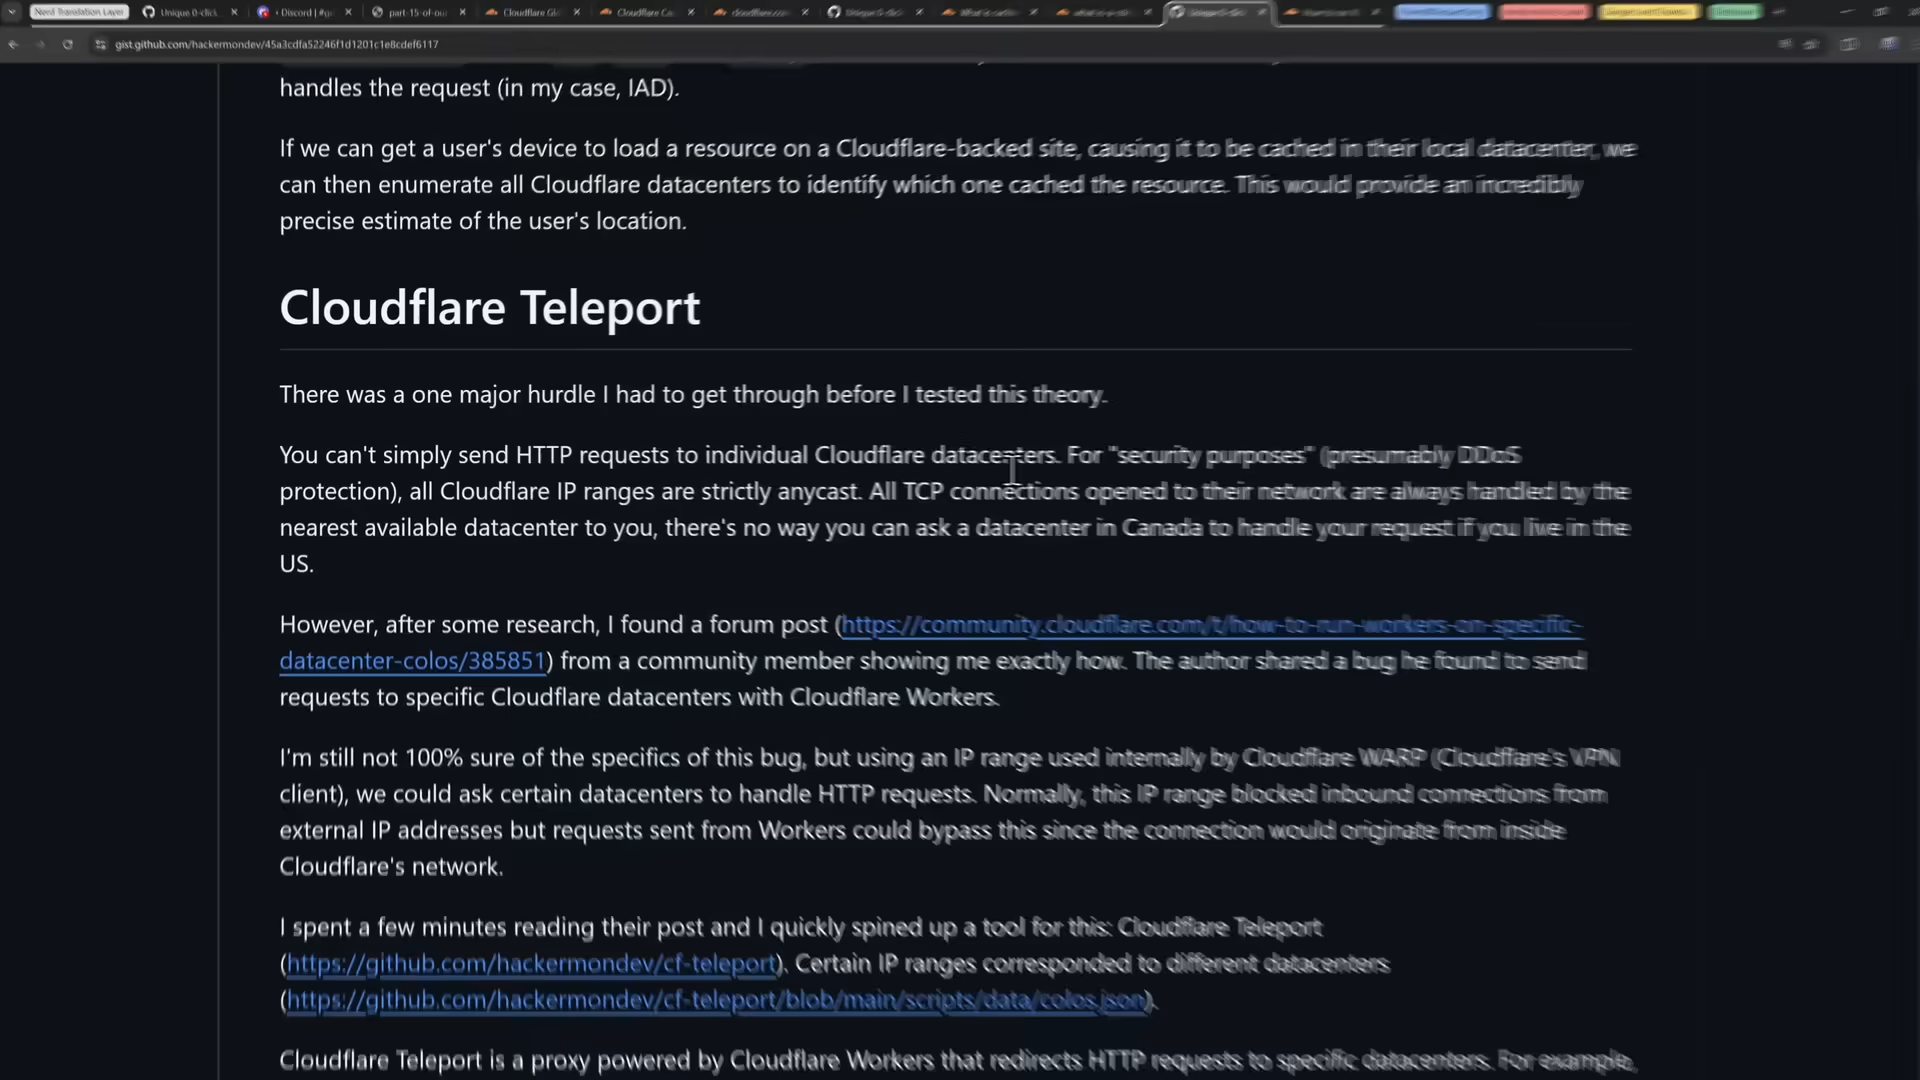 Nerd Translation Layer
Unique 0-click
Discord | #g
part-15-of-ou
Cloudflare Gl
Cloudflare Ca
gist.github.com/hackermondev/45a3cdfa52246f1d1201c1e8cdef6117
handles the request (in my case, IAD).
If we can get a user's device to load a resource on a Cloudflare-backed site, causing it to be cached in their local datacenter, we
can then enumerate all Cloudflare datacenters to identify which one cached the resource. This would provide an incredibly
precise estimate of the user's location.
Cloudflare Teleport
There was a one major hurdle I had to get through before I tested this theory.
You can't simply send HTTP requests to individual Cloudflare datacenters. For "security purposes" (presumably DDoS
protection), all Cloudflare IP ranges are strictly anycast. All TCP connections opened to their network are always handled by the
nearest available datacenter to you, there's no way you can ask a datacenter in Canada to handle your request if you live in the
US.
However, after some research, I found a forum post (https://community.cloudflare.com/t/how-to-run-workers-on-specific-
datacenter-colos/385851) from a community member showing me exactly how. The author shared a bug he found to send
requests to specific Cloudflare datacenters with Cloudflare Workers.
I'm still not 100% sure of the specifics of this bug, but using an IP range used internally by Cloudflare WARP (Cloudflare's VPN
client), we could ask certain datacenters to handle HTTP requests. Normally, this IP range blocked inbound connections from
external IP addresses but requests sent from Workers could bypass this since the connection would originate from inside
Cloudflare's network.
I spent a few minutes reading their post and I quickly spined up a tool for this: Cloudflare Teleport
(https://github.com/hackermondev/cf-teleport). Certain IP ranges corresponded to different datacenters
(https://github.com/hackermondev/cf-teleport/blob/main/scripts/data/colos.json).
Cloudflare Teleport is a proxy powered by Cloudflare Workers that redirects HTTP requests to specific datacenters. For example,